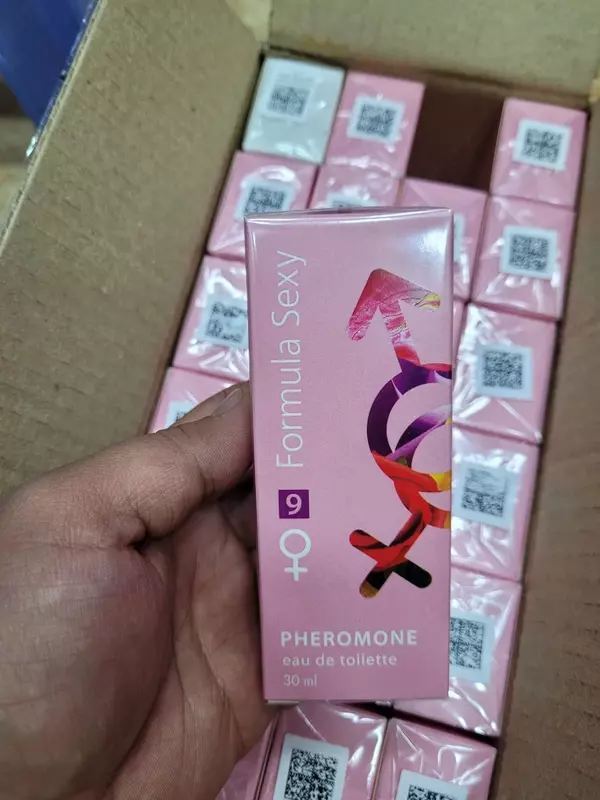 9 Formula Sexy
PHEROMONE
eau de toilette
30 ml